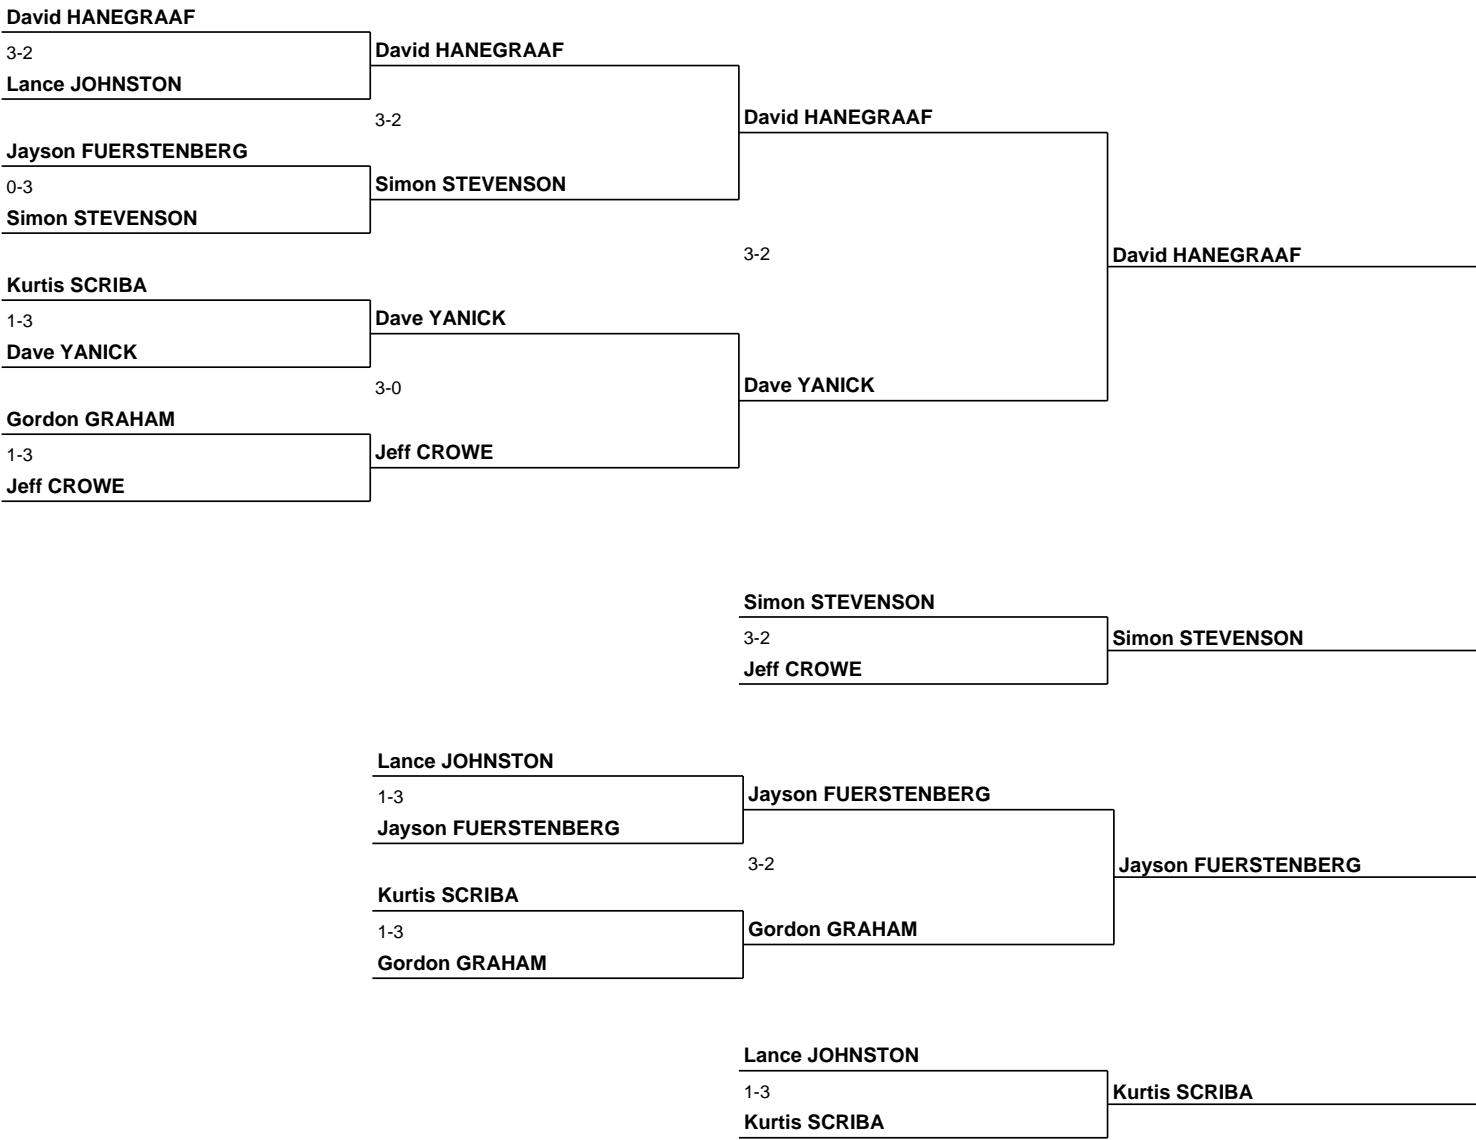 David HANEGRAAF
3-2
Lance JOHNSTON
David HANEGRAAF
3-2
Jayson FUERSTENBERG
0-3
Simon STEVENSON
Simon STEVENSON
David HANEGRAAF
3-2
David HANEGRAAF
Kurtis SCRIBA
1-3
Dave YANICK
Dave YANICK
3-0
Dave YANICK
Gordon GRAHAM
1-3
Jeff CROWE
Jeff CROWE
Simon STEVENSON
3-2
Jeff CROWE
Simon STEVENSON
Lance JOHNSTON
1-3
Jayson FUERSTENBERG
Jayson FUERSTENBERG
3-2
Jayson FUERSTENBERG
Kurtis SCRIBA
1-3
Gordon GRAHAM
Gordon GRAHAM
Lance JOHNSTON
1-3
Kurtis SCRIBA
Kurtis SCRIBA